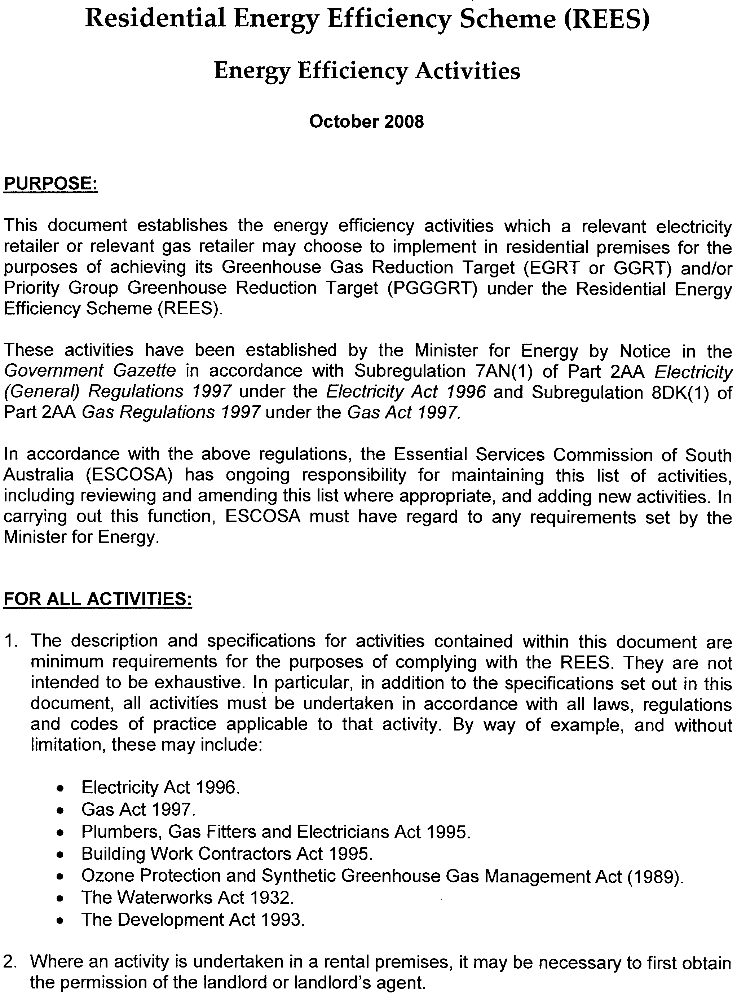 Residential Energy Efficiency Scheme (REES)
Energy Efficiency Activities
October 2008
PURPOSE:
This document establishes the energy efficiency activities which a relevant electricity
retailer or relevant gas retailer may choose to implement in residential premises for the
purposes of achieving its Greenhouse Gas Reduction Target (EGRT or GGRT) and/or
Priority Group Greenhouse Reduction Target (PGGGRT) under the Residential Energy
Efficiency Scheme (REES).
These activities have been established by the Minister for Energy by Notice in the
Government Gazette in accordance with Subregulation 7AN(1) of Part 2AA Electricity
(General) Regulations 1997 under the Electricity Act 1996 and Subregulation 8DK(1) of
Part 2AA Gas Regulations 1997 under the Gas Act 1997.
In accordance with the above regulations, the Essential Services Commission of South
Australia (ESCOSA) has ongoing responsibility for maintaining this list of activities,
including reviewing and amending this list where appropriate, and adding new activities. In
carrying out this function, ESCOSA must have regard to any requirements set by the
Minister for Energy.
FOR ALL ACTIVITIES:
1. The description and specifications for activities contained within this document are
minimum requirements for the purposes of complying with the REES. They are not
intended to be exhaustive. In particular, in addition to the specifications set out in this
document, all activities must be undertaken in accordance with all laws, regulations
and codes of practice applicable to that activity. By way of example, and without
limitation, these may include:
• Electricity Act 1996.
• Gas Act 1997.
• Plumbers, Gas Fitters and Electricians Act 1995.
• Building Work Contractors Act 1995.
• Ozone Protection and Synthetic Greenhouse Gas Management Act (1989).
• The Waterworks Act 1932.
• The Development Act 1993.
2. Where an activity is undertaken in a rental premises, it may be necessary to first obtain
the permission of the landlord or landlord's agent.